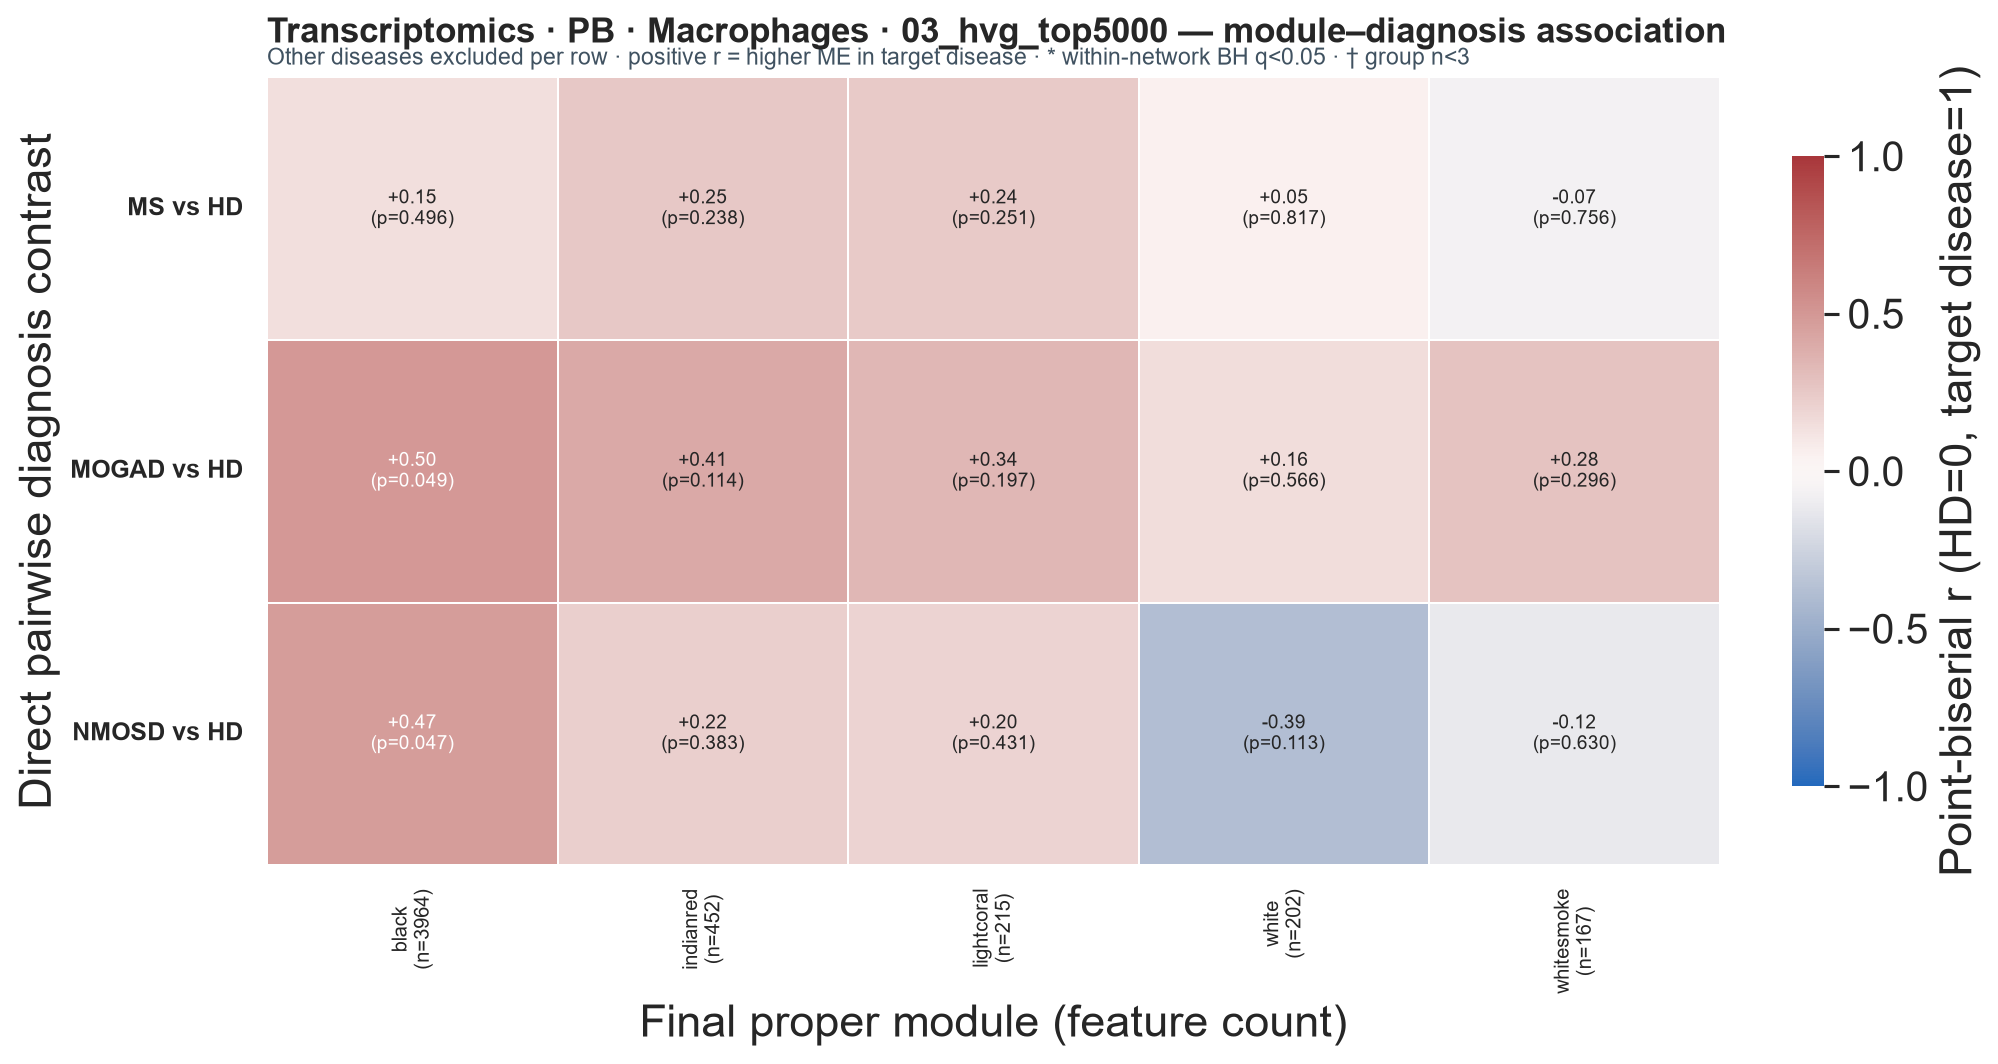 Transcriptomics · PB · Macrophages · 03_hvg_top5000 — module–diagnosis association
Other diseases excluded per row · positive r = higher ME in target disease · * within-network BH q<0.05 · † group n<3
Direct pairwise diagnosis contrast
MS vs HD
+0.15
(p=0.496)
+0.25
(p=0.238)
+0.24
(p=0.251)
+0.05
(p=0.817)
-0.07
(p=0.756)
MOGAD vs HD
+0.50
(p=0.049)
+0.41
(p=0.114)
+0.34
(p=0.197)
+0.16
(p=0.566)
+0.28
(p=0.296)
NMOSD vs HD
+0.47
(p=0.047)
+0.22
(p=0.383)
+0.20
(p=0.431)
-0.39
(p=0.113)
-0.12
(p=0.630)
black
(n=3964)
indianred
(n=452)
lightcoral
(n=215)
white
(n=202)
whitesmoke
(n=167)
Final proper module (feature count)
1.0
0.5
0.0
−0.5
−1.0
Point-biserial r (HD=0, target disease=1)